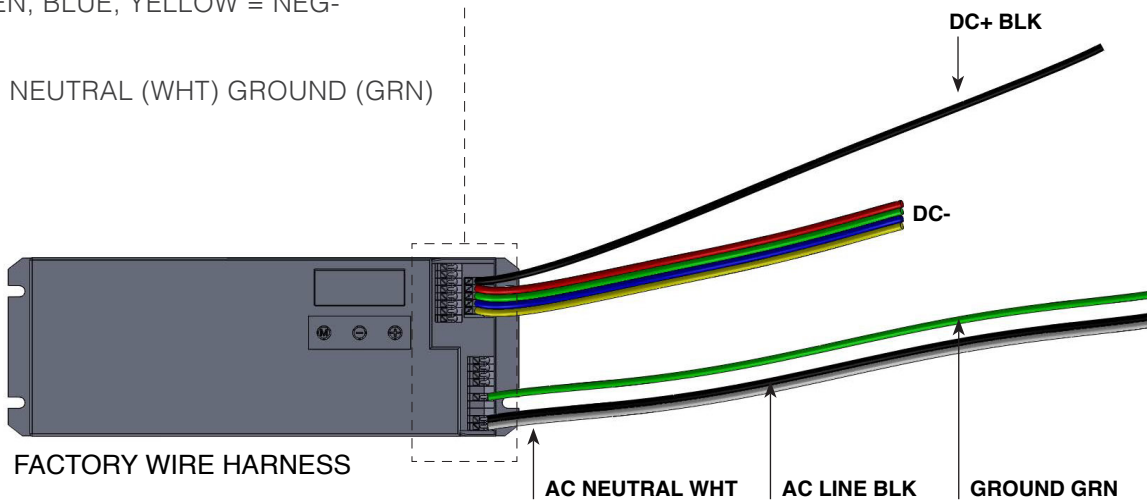 EN, BLUE, YELLOW = NEG-
NEUTRAL (WHT) GROUND (GRN)
DC+ BLK
DC-
M
FACTORY WIRE HARNESS
AC NEUTRAL WHT
AC LINE BLK
GROUND GRN